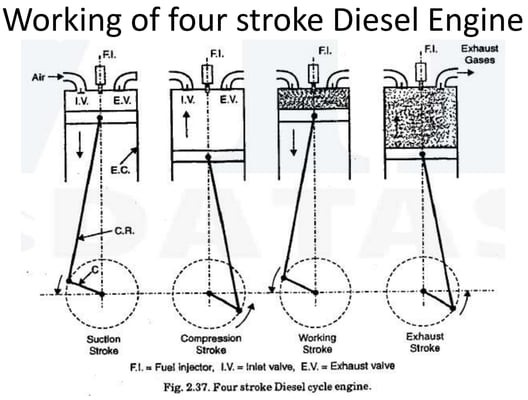 Working of four stroke Diesel Engine
F.I. F.I. F.I. F.I. Exhaust
Gases
Air
I.V. E.V. I.V. E.V.
E.C.
C.R.
C
Suction
Stroke
Compression
Stroke
Working
Stroke
Exhaust
Stroke
F.I. = Fuel injector, I.V. = Inlet valve, E.V. = Exhaust valve
Fig. 2.37. Four stroke Diesel cycle engine.